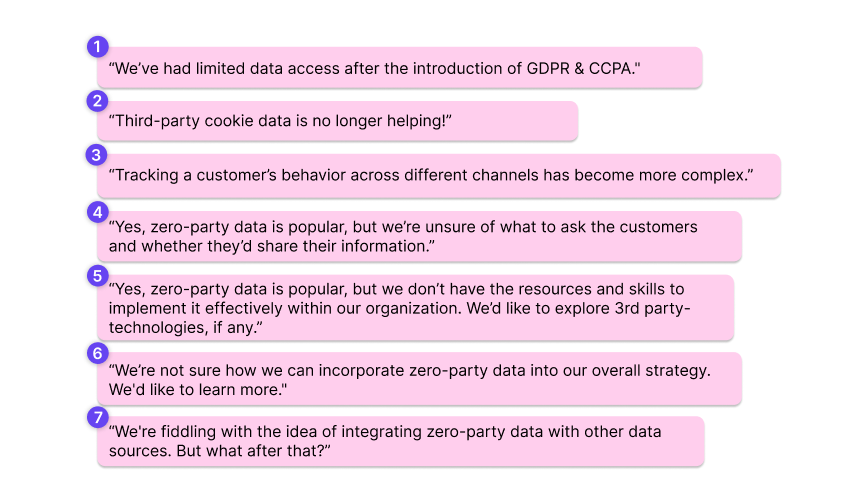 1
“We’ve had limited data access after the introduction of GDPR & CCPA."
2
“Third-party cookie data is no longer helping!”
3
“Tracking a customer’s behavior across different channels has become more complex.”
4
“Yes, zero-party data is popular, but we’re unsure of what to ask the customers
and whether they’d share their information.”
5
“Yes, zero-party data is popular, but we don’t have the resources and skills to
implement it effectively within our organization. We’d like to explore 3rd party-
technologies, if any.”
6
“We’re not sure how we can incorporate zero-party data into our overall strategy.
We'd like to learn more."
7
“We're fiddling with the idea of integrating zero-party data with other data
sources. But what after that?”